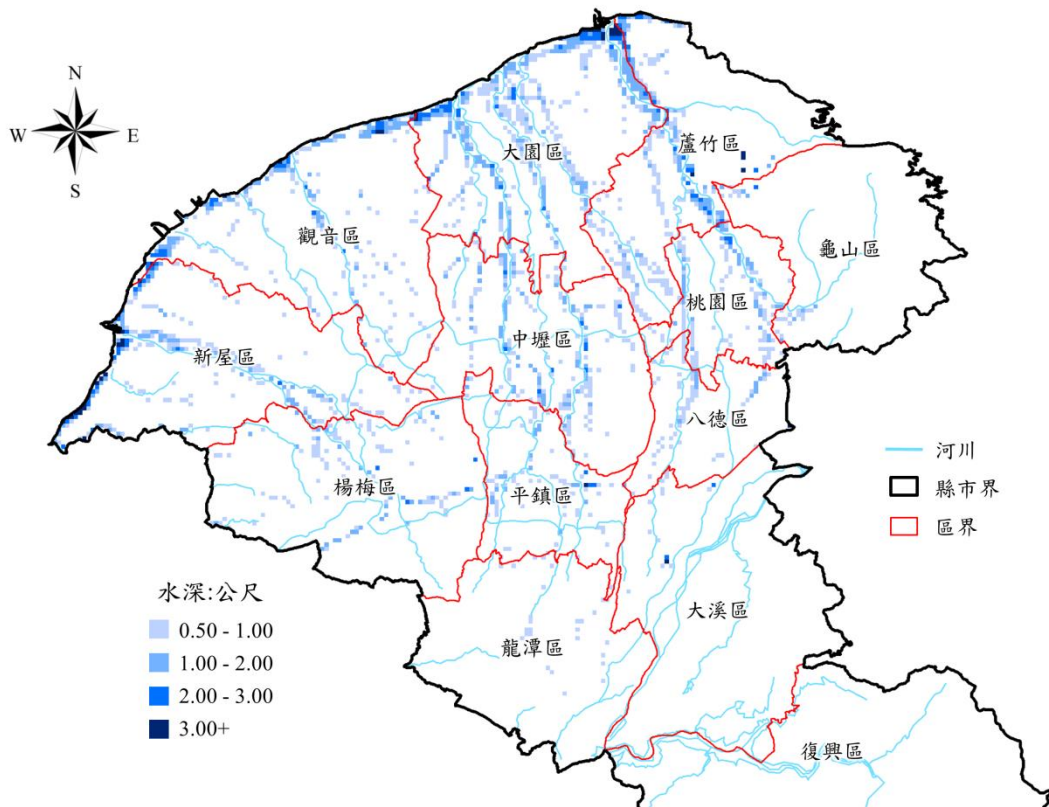 N
W
E
S
大園區
蘆竹區
觀音區
龜山區
桃園區
中壢區
新屋區
八德區
楊梅區
平鎮區
大溪區
龍潭區
復興區
河川
縣市界
區界
水深:公尺
0.50 - 1.00
1.00 - 2.00
2.00 - 3.00
3.00+